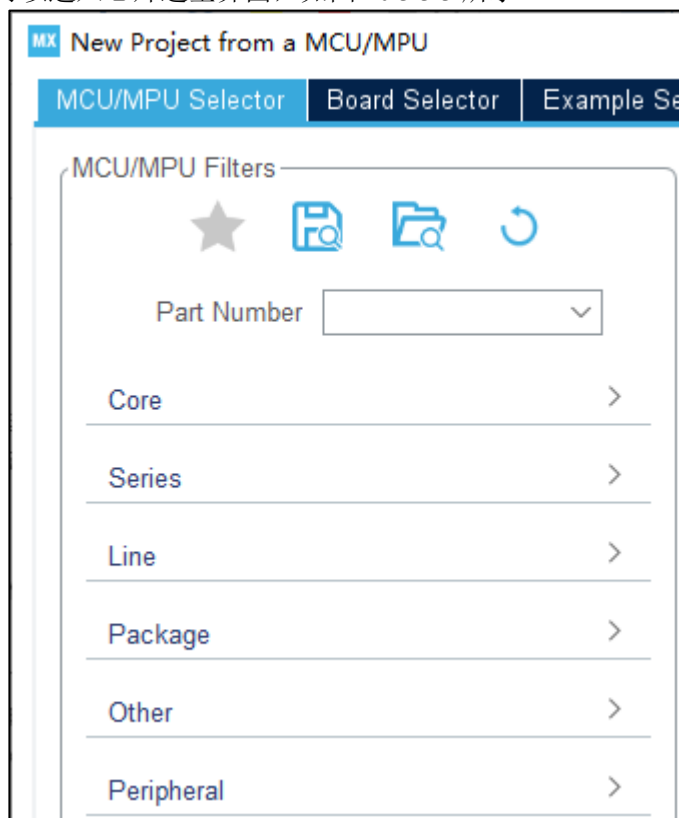 MX New Project from a MCU/MPU
MCU/MPU Selector Board Selector Example Se
MCU/MPU Filters
Part Number
Core
Series
Line
Package
Other
Peripheral